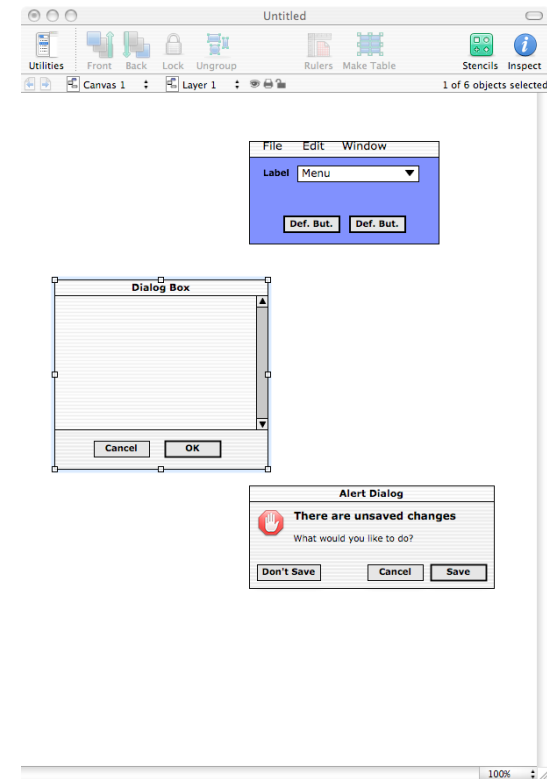 Untitled
Utilities Front Back Lock Ungroup Rulers Make Table Stencils Inspect
Canvas 1 Layer 1 1 of 6 objects selected
File Edit Window
Label Menu
Def. But. Def. But.
Dialog Box
Cancel OK
Alert Dialog
There are unsaved changes
What would you like to do?
Don't Save Cancel Save
100%